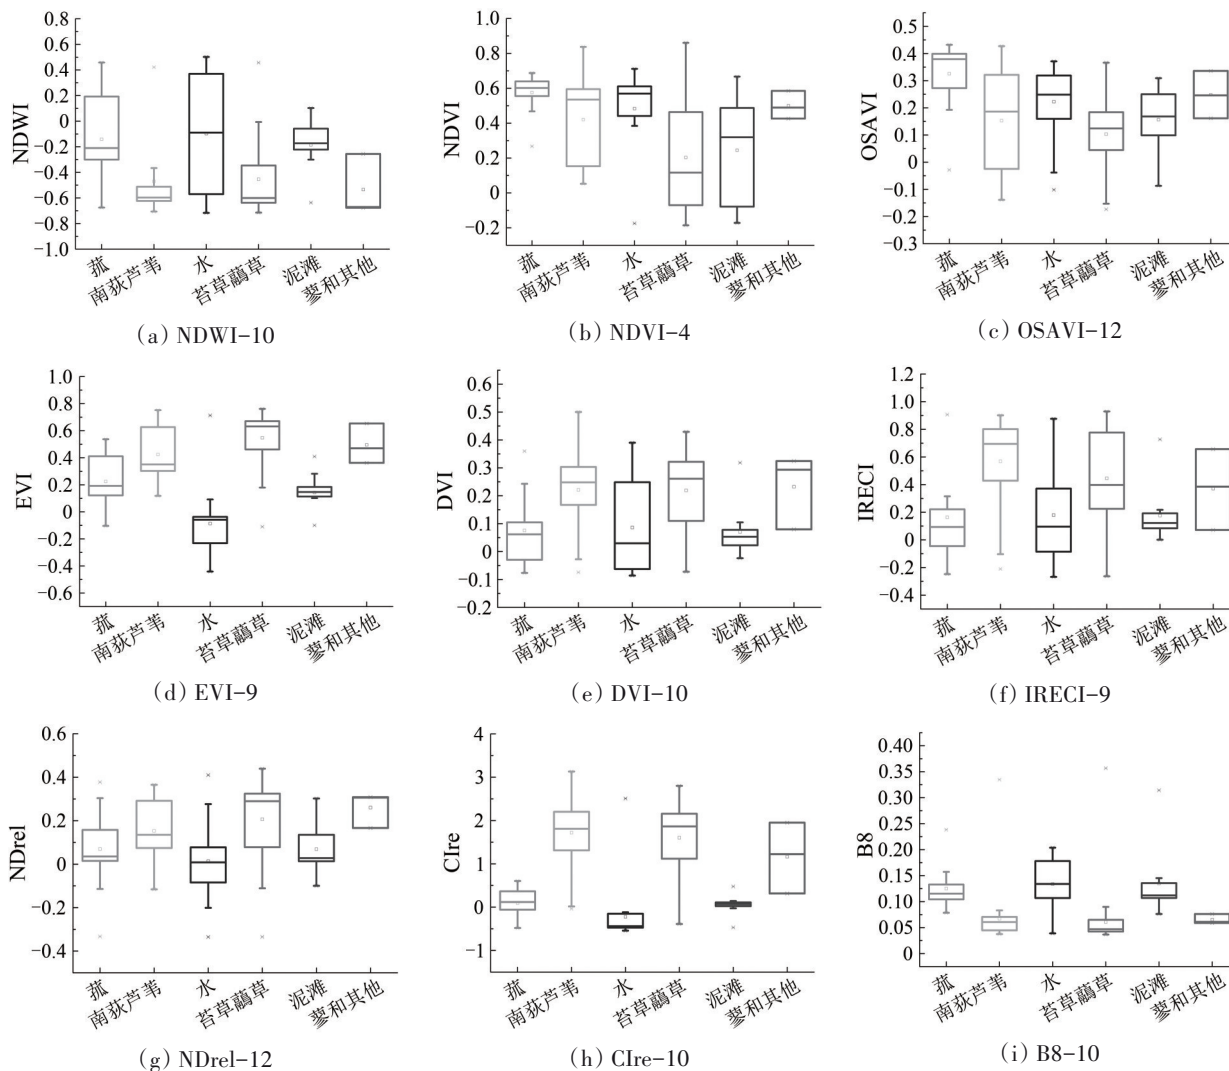 NDWI
0.8
0.6
0.4
0.2
0
−0.2
−0.4
−0.6
−0.8
−1.0
菰
南荻芦苇
水
苔草藨草
泥滩
蓼和其他
(a) NDWI−10
NDVI
1.0
0.8
0.6
0.4
0.2
0
−0.2
菰
南荻芦苇
水
苔草藨草
泥滩
蓼和其他
(b) NDVI−4
OSAVI
0.5
0.4
0.3
0.2
0.1
0
−0.1
−0.2
0.3
菰
南荻芦苇
水
苔草藨草
泥滩
蓼和其他
(c) OSAVI−12
EVI
1.0
0.8
0.6
0.4
0.2
0
−0.2
−0.4
−0.6
菰
南荻芦苇
水
苔草藨草
泥滩
蓼和其他
(d) EVI−9
DVI
0.6
0.5
0.4
0.3
0.2
0.1
0
−0.1
−0.2
菰
南荻芦苇
水
苔草藨草
泥滩
蓼和其他
(e) DVI−10
IRECI
1.2
1.0
0.8
0.6
0.4
0.2
0
−0.2
−0.4
菰
南荻芦苇
水
苔草藨草
泥滩
蓼和其他
(f) IRECI−9
NDrel
0.6
0.4
0.2
0
−0.2
−0.4
菰
南荻芦苇
水
苔草藨草
泥滩
蓼和其他
(g) NDrel−12
CIre
4
3
2
1
0
−1
菰
南荻芦苇
水
苔草藨草
泥滩
蓼和其他
(h) CIre−10
B8
0.40
0.35
0.30
0.25
0.20
0.15
0.10
0.05
0
菰
南荻芦苇
水
苔草藨草
泥滩
蓼和其他
(i) B8−10